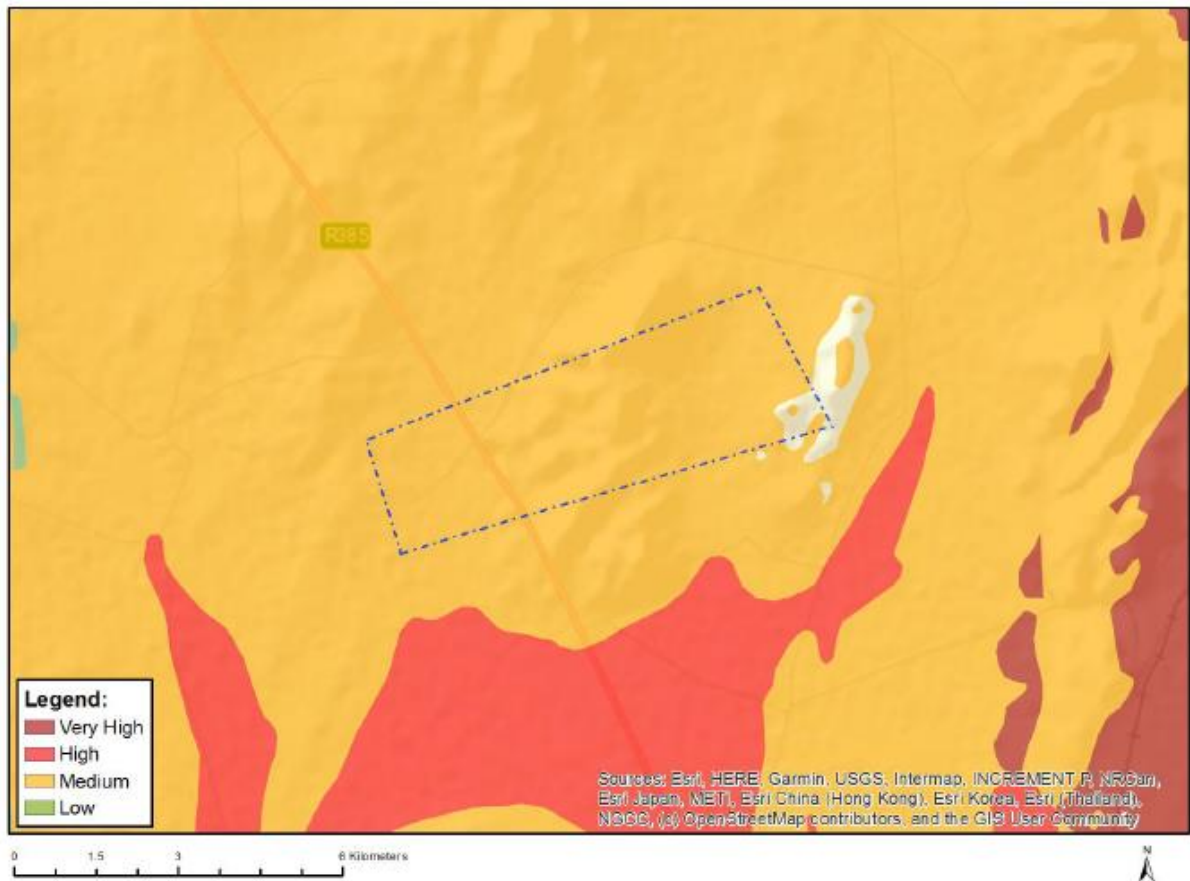 R385
Legend:
Very High
High
Medium
Low
Sources: Esri, HERE, Garmin, USGS, Intermap, INCREMENT P, NRCan,
Esri Japan, METI, Esri China (Hong Kong), Esri Korea, Esri (Thailand),
NGCC, (c) OpenStreetMap contributors, and the GIS User Community
0 1.5 3 6 Kilometers
N